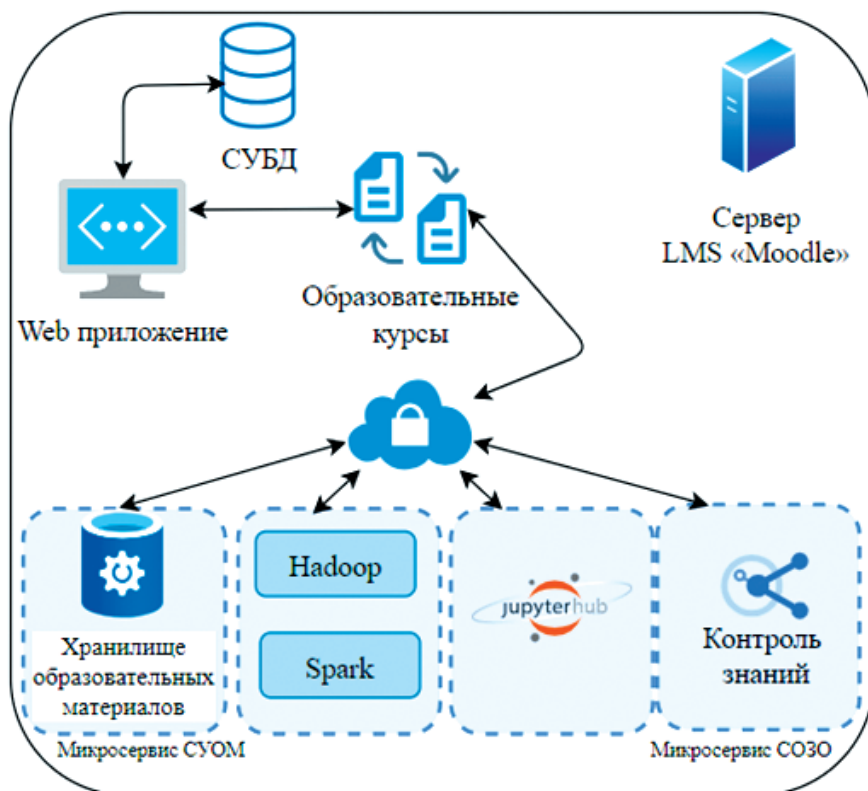 СУБД
Web приложение
Образовательные
курсы
Сервер
LMS «Moodle»
Хранилище
образовательных
материалов
Микросервис СУОМ
Hadoop
Spark
jupyterhub
Контроль
знаний
Микросервис СОЗО